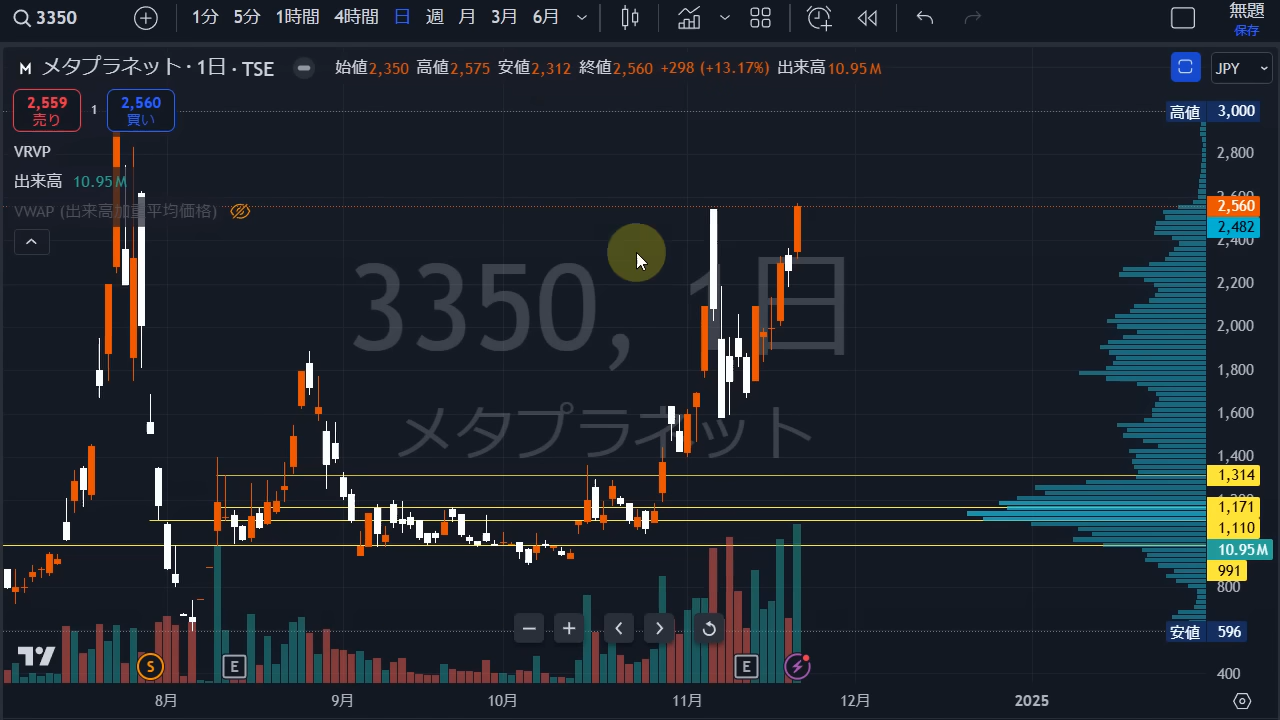 3350 1分 5分 1時間 4時間 日 週 月 3月 6月 無題
保存
M メタプラネット・1日・TSE 始値2,350 高値2,575 安値2,312 終値2,560 +298 (+13.17%) 出来高10.95M JPY
2,559 売り 1 2,560 買い
高値 3,000
VRVP
2,800
出来高 10.95M
VWAP (出来高加重平均価格)
2,600
2,560
2,482
2,400
3350, 1日
メタプラネット
2,200
2,000
1,800
1,600
1,400
1,314
1,171
1,110
10.95M
991
800
安値 596
S E E
400
8月 9月 10月 11月 12月 2025